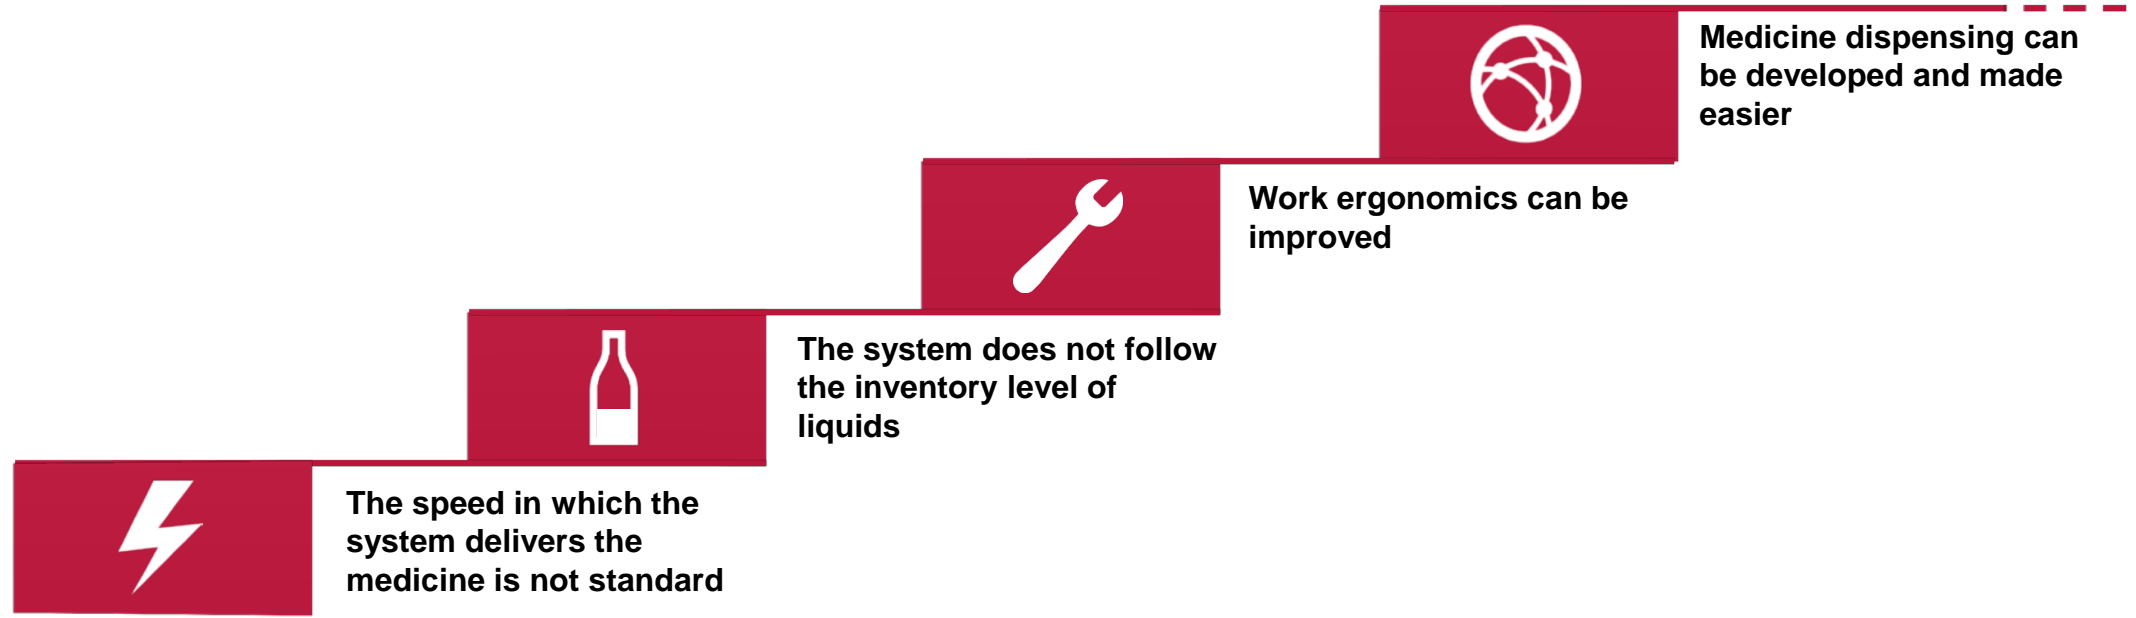 Medicine dispensing can
be developed and made
easier
Work ergonomics can be
improved
The system does not follow
the inventory level of
liquids
The speed in which the
system delivers the
medicine is not standard